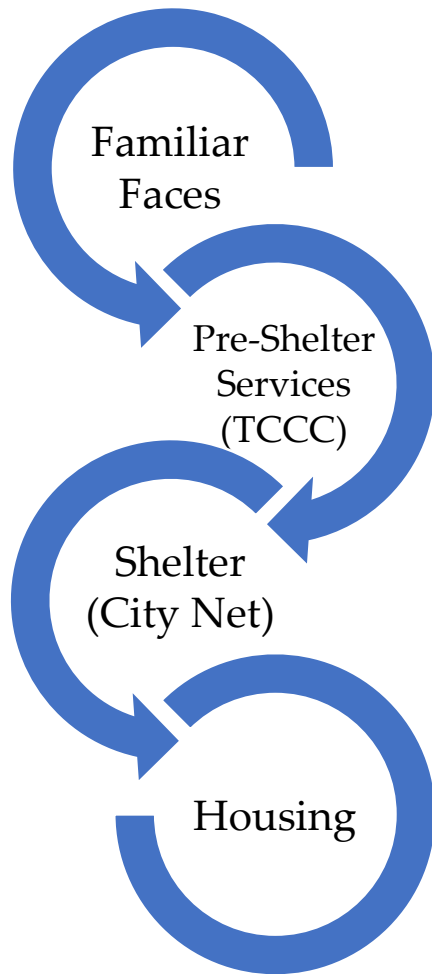 Familiar
Faces
Pre-Shelter
Services
(TCCC)
Shelter
(City Net)
Housing